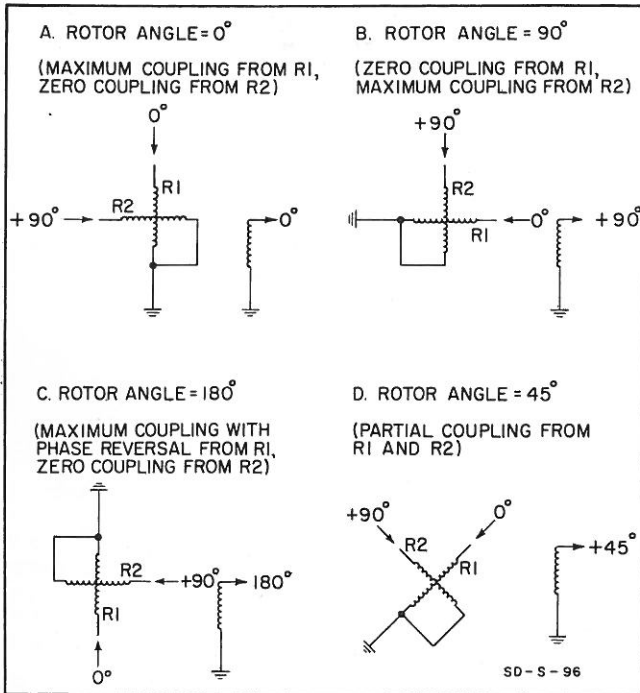 A. ROTOR ANGLE = 0°
(MAXIMUM COUPLING FROM R1,
ZERO COUPLING FROM R2)
0°
R1
R2
+90°
0°
B. ROTOR ANGLE = 90°
(ZERO COUPLING FROM R1,
MAXIMUM COUPLING FROM R2)
+90°
R2
0°
+90°
R1
C. ROTOR ANGLE = 180°
(MAXIMUM COUPLING WITH
PHASE REVERSAL FROM R1,
ZERO COUPLING FROM R2)
R2
+90°
180°
R1
0°
D. ROTOR ANGLE = 45°
(PARTIAL COUPLING FROM
R1 AND R2)
+90°
0°
R2
R1
+45°
SD-S-96